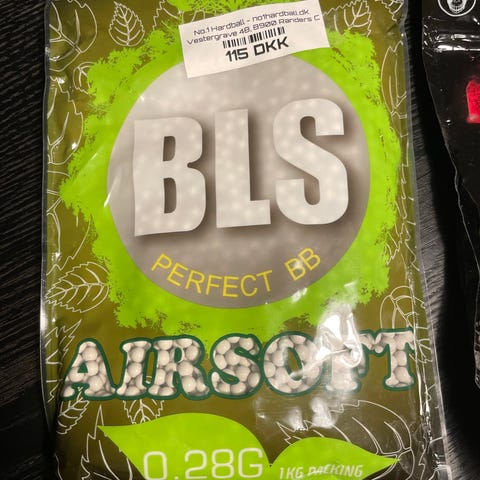 No.1 Hardball - no1hardball.dk
Vestergrave 48, 8900 Randers C
115 DKK
BLS
PERFECT BB
AIRSOFT
0.28G 1KG PACKING